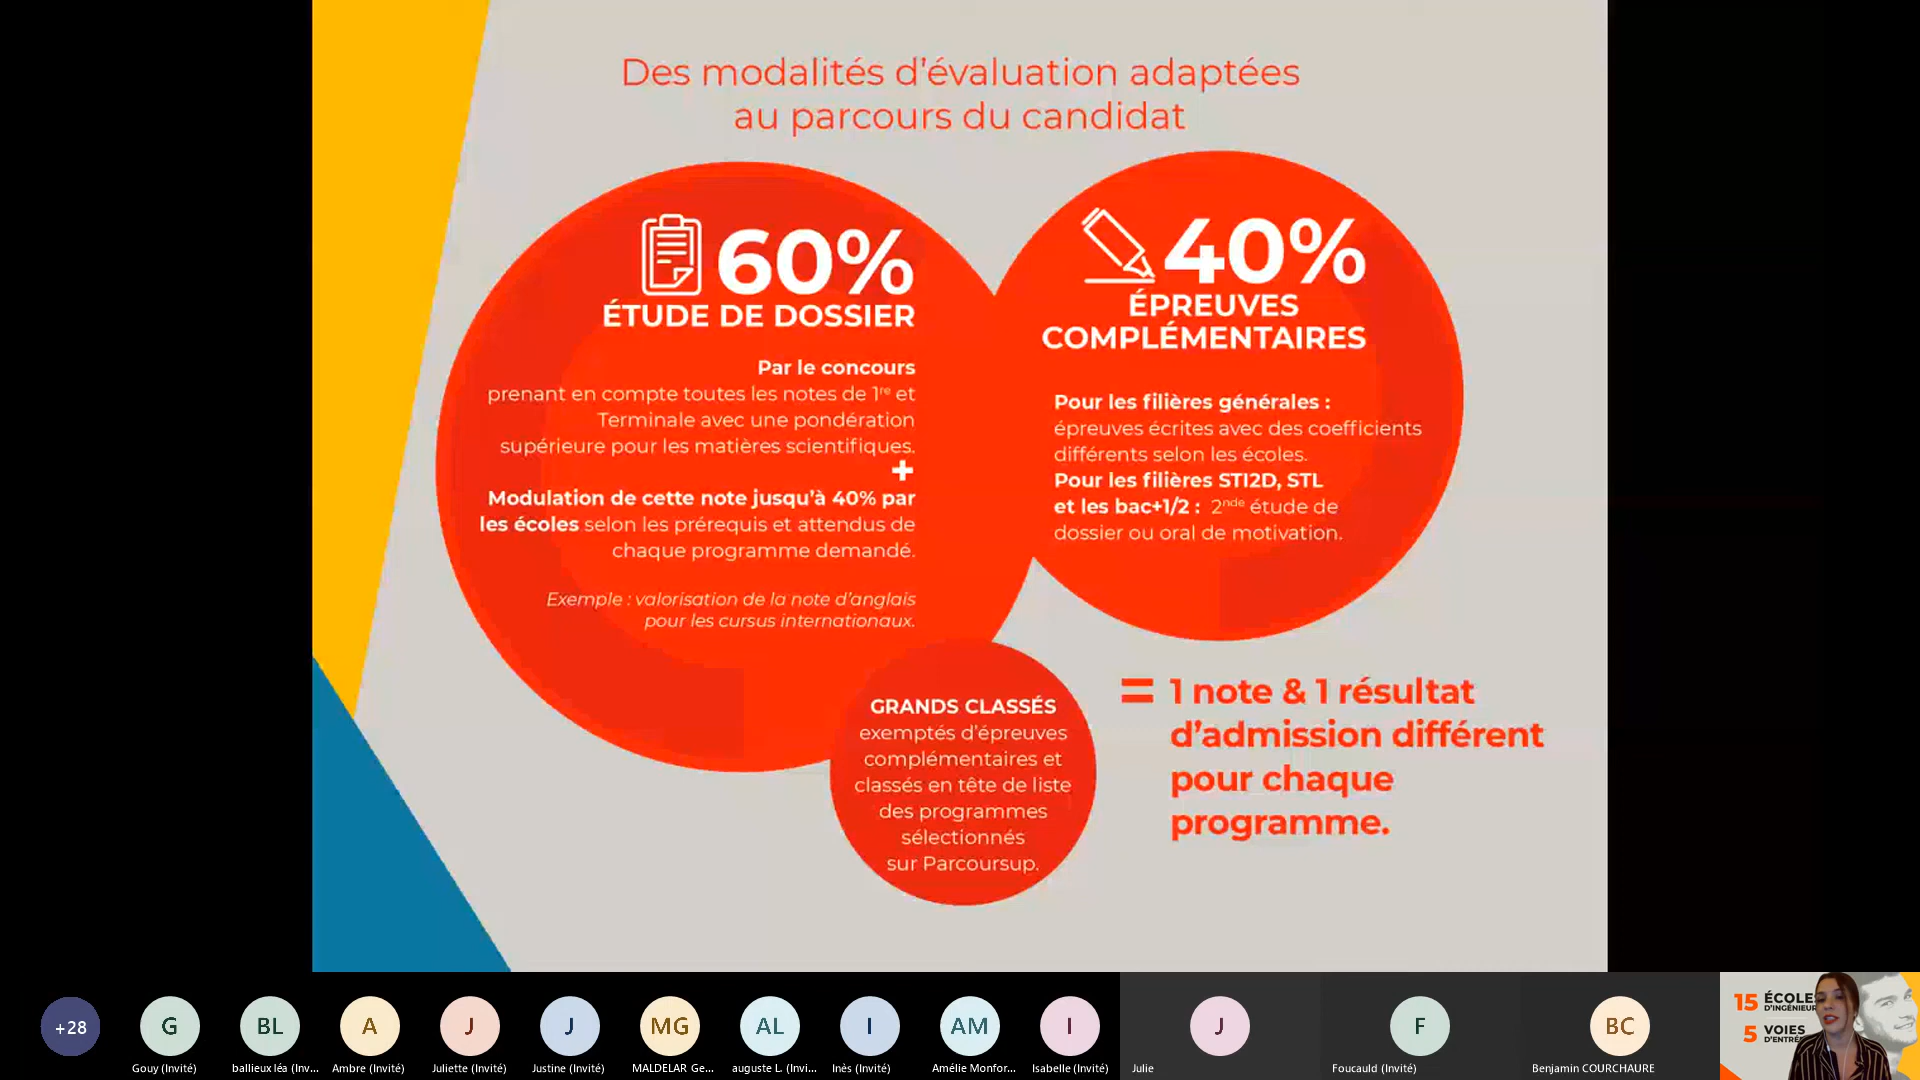 Des modalités d'évaluation adaptées
au parcours du candidat
60%
ÉTUDE DE DOSSIER
Par le concours
prenant en compte toutes les notes de 1re et
Terminale avec une pondération
supérieure pour les matières scientifiques.
+
Modulation de cette note jusqu'à 40% par
les écoles selon les prérequis et attendus de
chaque programme demandé.
Exemple : valorisation de la note d'anglais
pour les cursus internationaux.
40%
ÉPREUVES
COMPLÉMENTAIRES
Pour les filières générales :
épreuves écrites avec des coefficients
différents selon les écoles.
Pour les filières STI2D, STL
et les bac+1/2 : 2nde étude de
dossier ou oral de motivation.
GRANDS CLASSÉS
exemptés d'épreuves
complémentaires et
classés en tête de liste
des programmes
sélectionnés
sur Parcoursup.
= 1 note & 1 résultat
d'admission différent
pour chaque
programme.
+28
G
BL
A
J
J
MG
AL
I
AM
I
J
F
BC
Gouy (Invité)
ballieux léa (Inv...
Ambre (Invité)
Juliette (Invité)
Justine (Invité)
MALDELAR Ge...
auguste L. (Invi...
Inès (Invité)
Amélie Monfor...
Isabelle (Invité)
Julie
Foucauld (Invité)
Benjamin COURCHAURE
15 ÉCOLES
D'INGÉNIEUR
5 VOIES
D'ENTRÉ